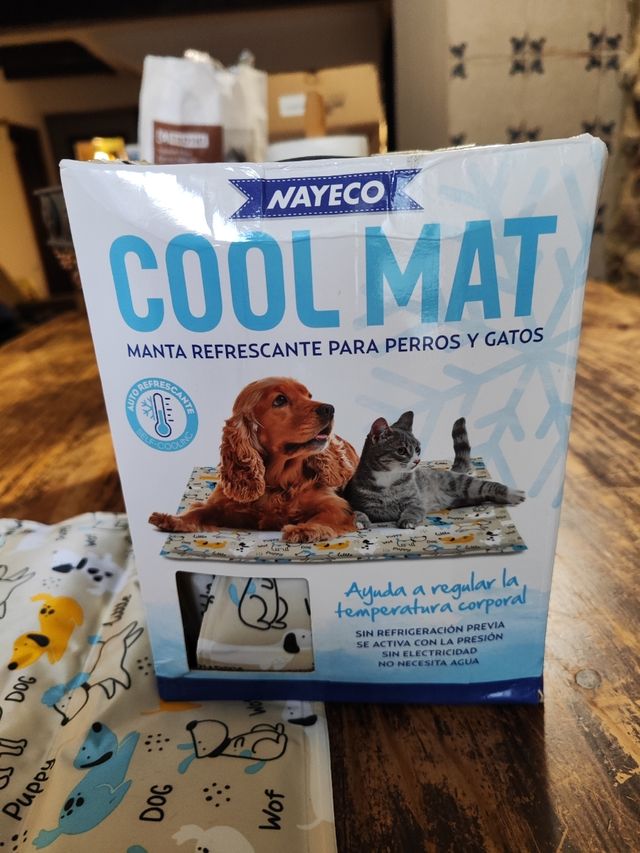 NAYECO
COOL MAT
MANTA REFRESCANTE PARA PERROS Y GATOS
AUTO REFRESCANTE
SELF-COOLING
Ayuda a regular la
temperatura corporal
SIN REFRIGERACIÓN PREVIA
SE ACTIVA CON LA PRESIÓN
SIN ELECTRICIDAD
NO NECESITA AGUA
DOG
Puppy
DOG
Wof